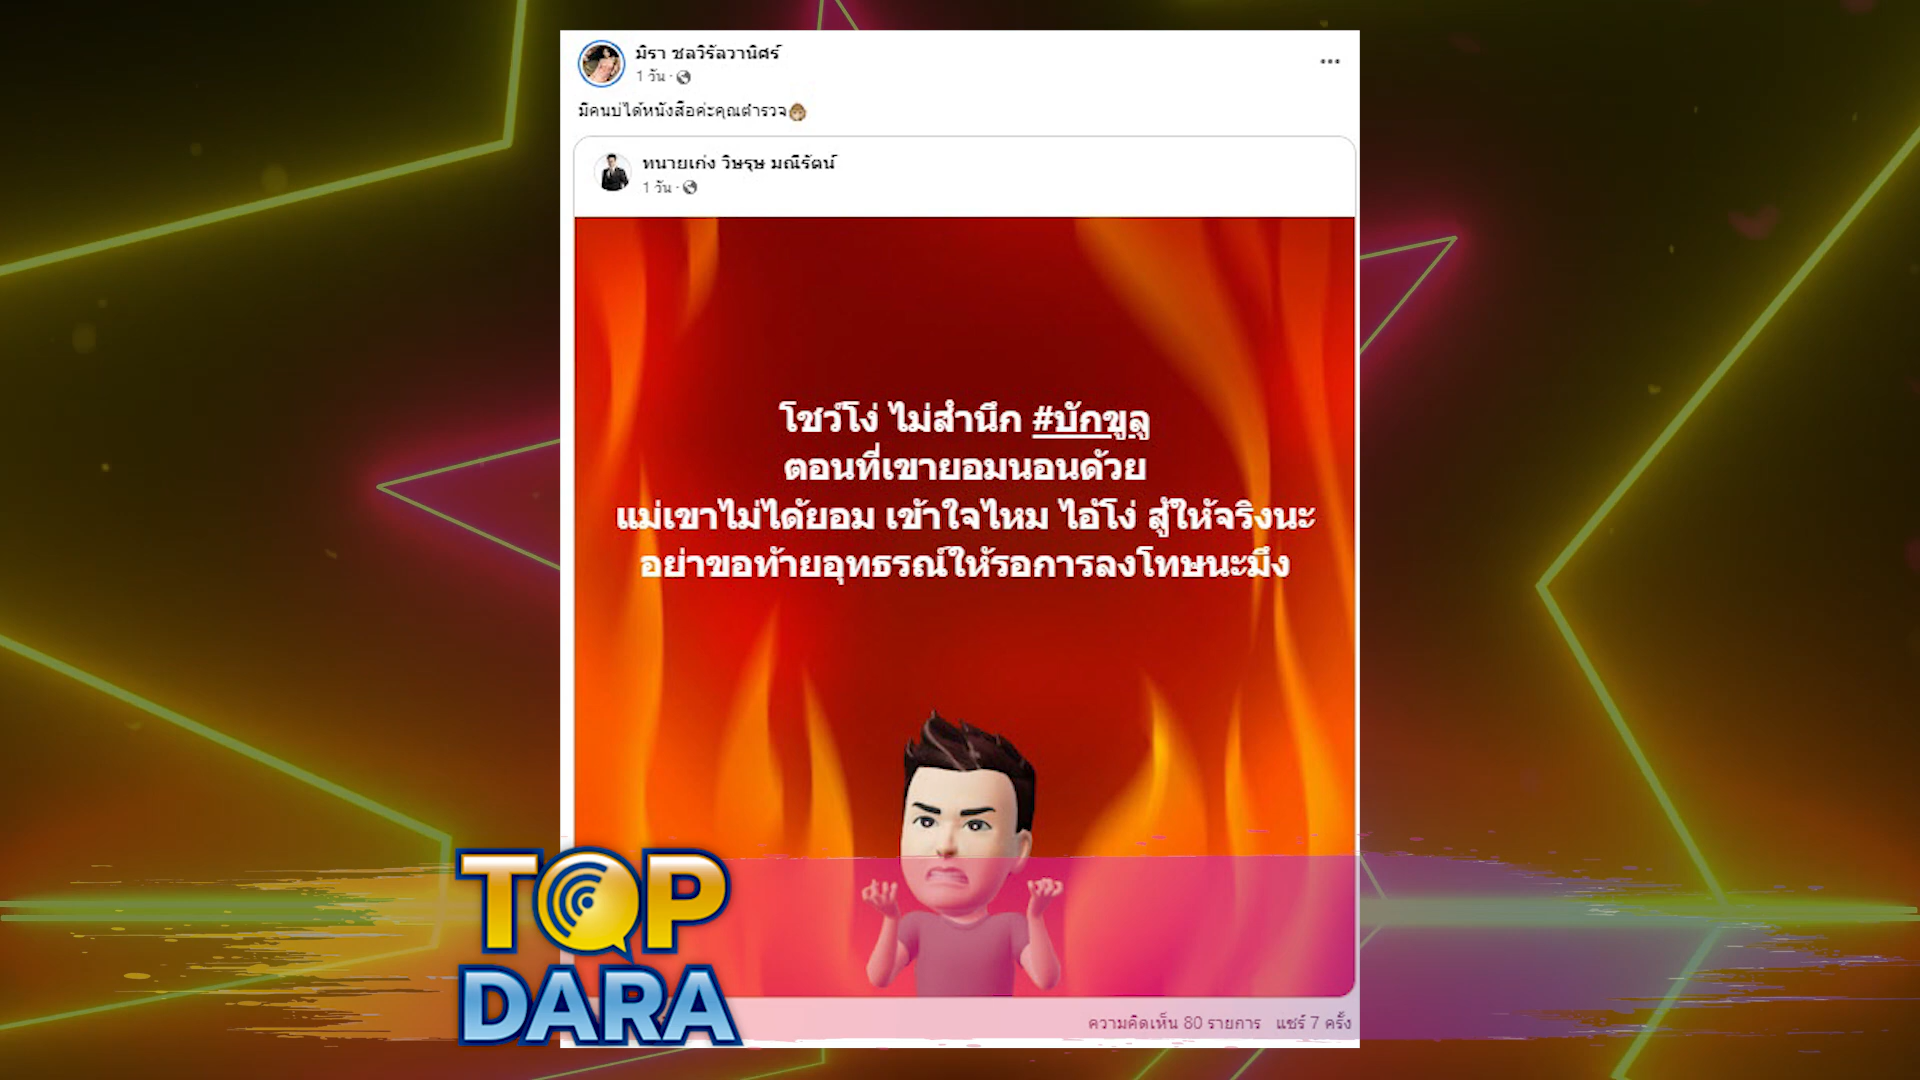 มิรา ชลวิรัลวานิศร์
1 วัน ·
มีคนบ่ได้หนังสือค่ะคุณตำรวจ
ทนายเก่ง วิษรุษ มณีรัตน์
1 วัน ·
โชว์โง่ ไม่สำนึก #บักขูลู
ตอนที่เขายอมนอนด้วย
แม่เขาไม่ได้ยอม เข้าใจไหม ไอ้โง่ สู้ให้จริงนะ
อย่าขอท้ายอุทธรณ์ให้รอการลงโทษนะมึง
TOP
DARA
ความคิดเห็น 80 รายการ แชร์ 7 ครั้ง